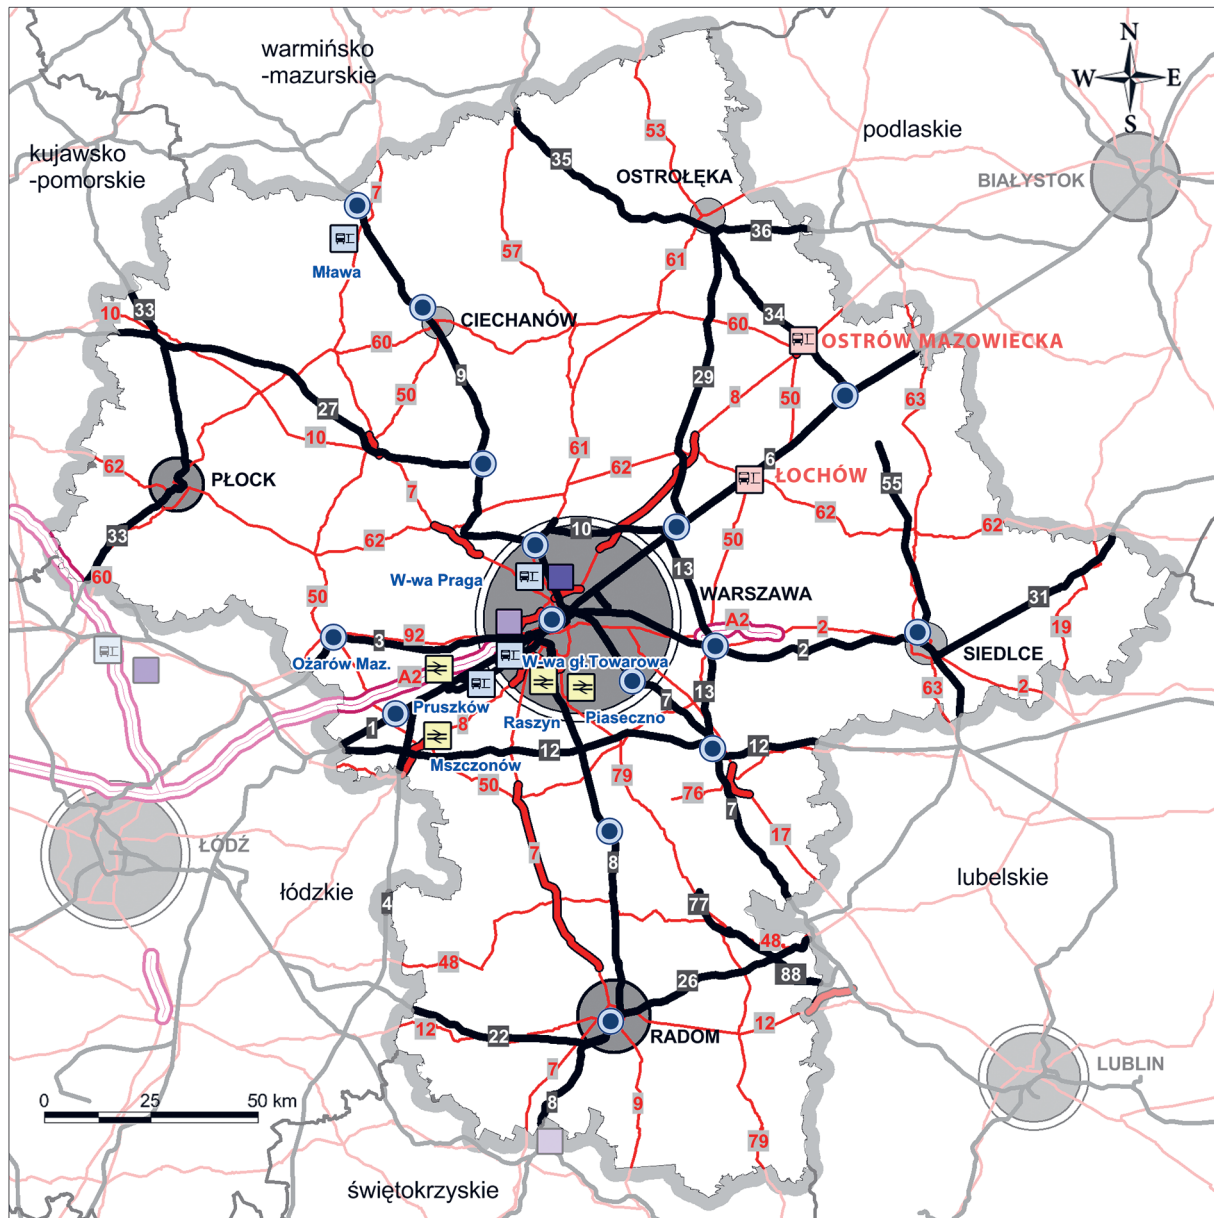 warmińsko
-mazurskie
N
W E
S
53
podlaskie
kujawsko
-pomorskie
35
OSTROŁĘKA
BIAŁYSTOK
7
36
57
61
Mława
33
10
CIECHANÓW
34
60
60
OSTRÓW MAZOWIECKA
9
29
50
8
50
63
27
10
61
62
62
6
PŁOCK
ŁOCHÓW
55
7
62
62
33
62
10
50
13
60
W-wa Praga
WARSZAWA
31
50
A2
2
19
3
92
Ożarów Maz.
W-wa gł.Towarowa
2
SIEDLCE
A2
63
2
Pruszków
13
7
1
8
Raszyn
Piaseczno
12
12
Mszczonów
50
79
76
7
17
ŁÓDŹ
7
8
łódzkie
lubelskie
4
77
48
48
26
88
12
22
12
RADOM
LUBLIN
7
0 25 50 km
8
9
79
świętokrzyskie